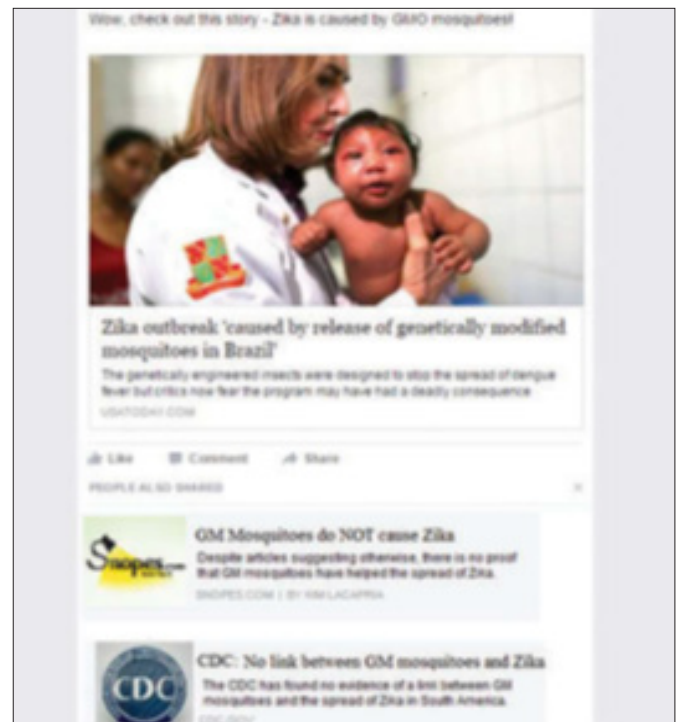 Wow, check out this story - Zika is caused by GMO mosquitoes!
Zika outbreak 'caused by release of genetically modified
mosquitoes in Brazil'
The genetically engineered insects were designed to stop the spread of dengue
fever but critics now fear the program may have had a deadly consequence
USATODAY.COM
Like Comment Share
PEOPLE ALSO SHARED
Snopes.com
GM Mosquitoes do NOT cause Zika
Despite articles suggesting otherwise, there is no proof
that GM mosquitoes have helped the spread of Zika.
SNOPES.COM | BY KIM LACAPRIA
CDC
CDC: No link between GM mosquitoes and Zika
The CDC has found no evidence of a link between GM
mosquitoes and the spread of Zika in South America.
CDC.GOV